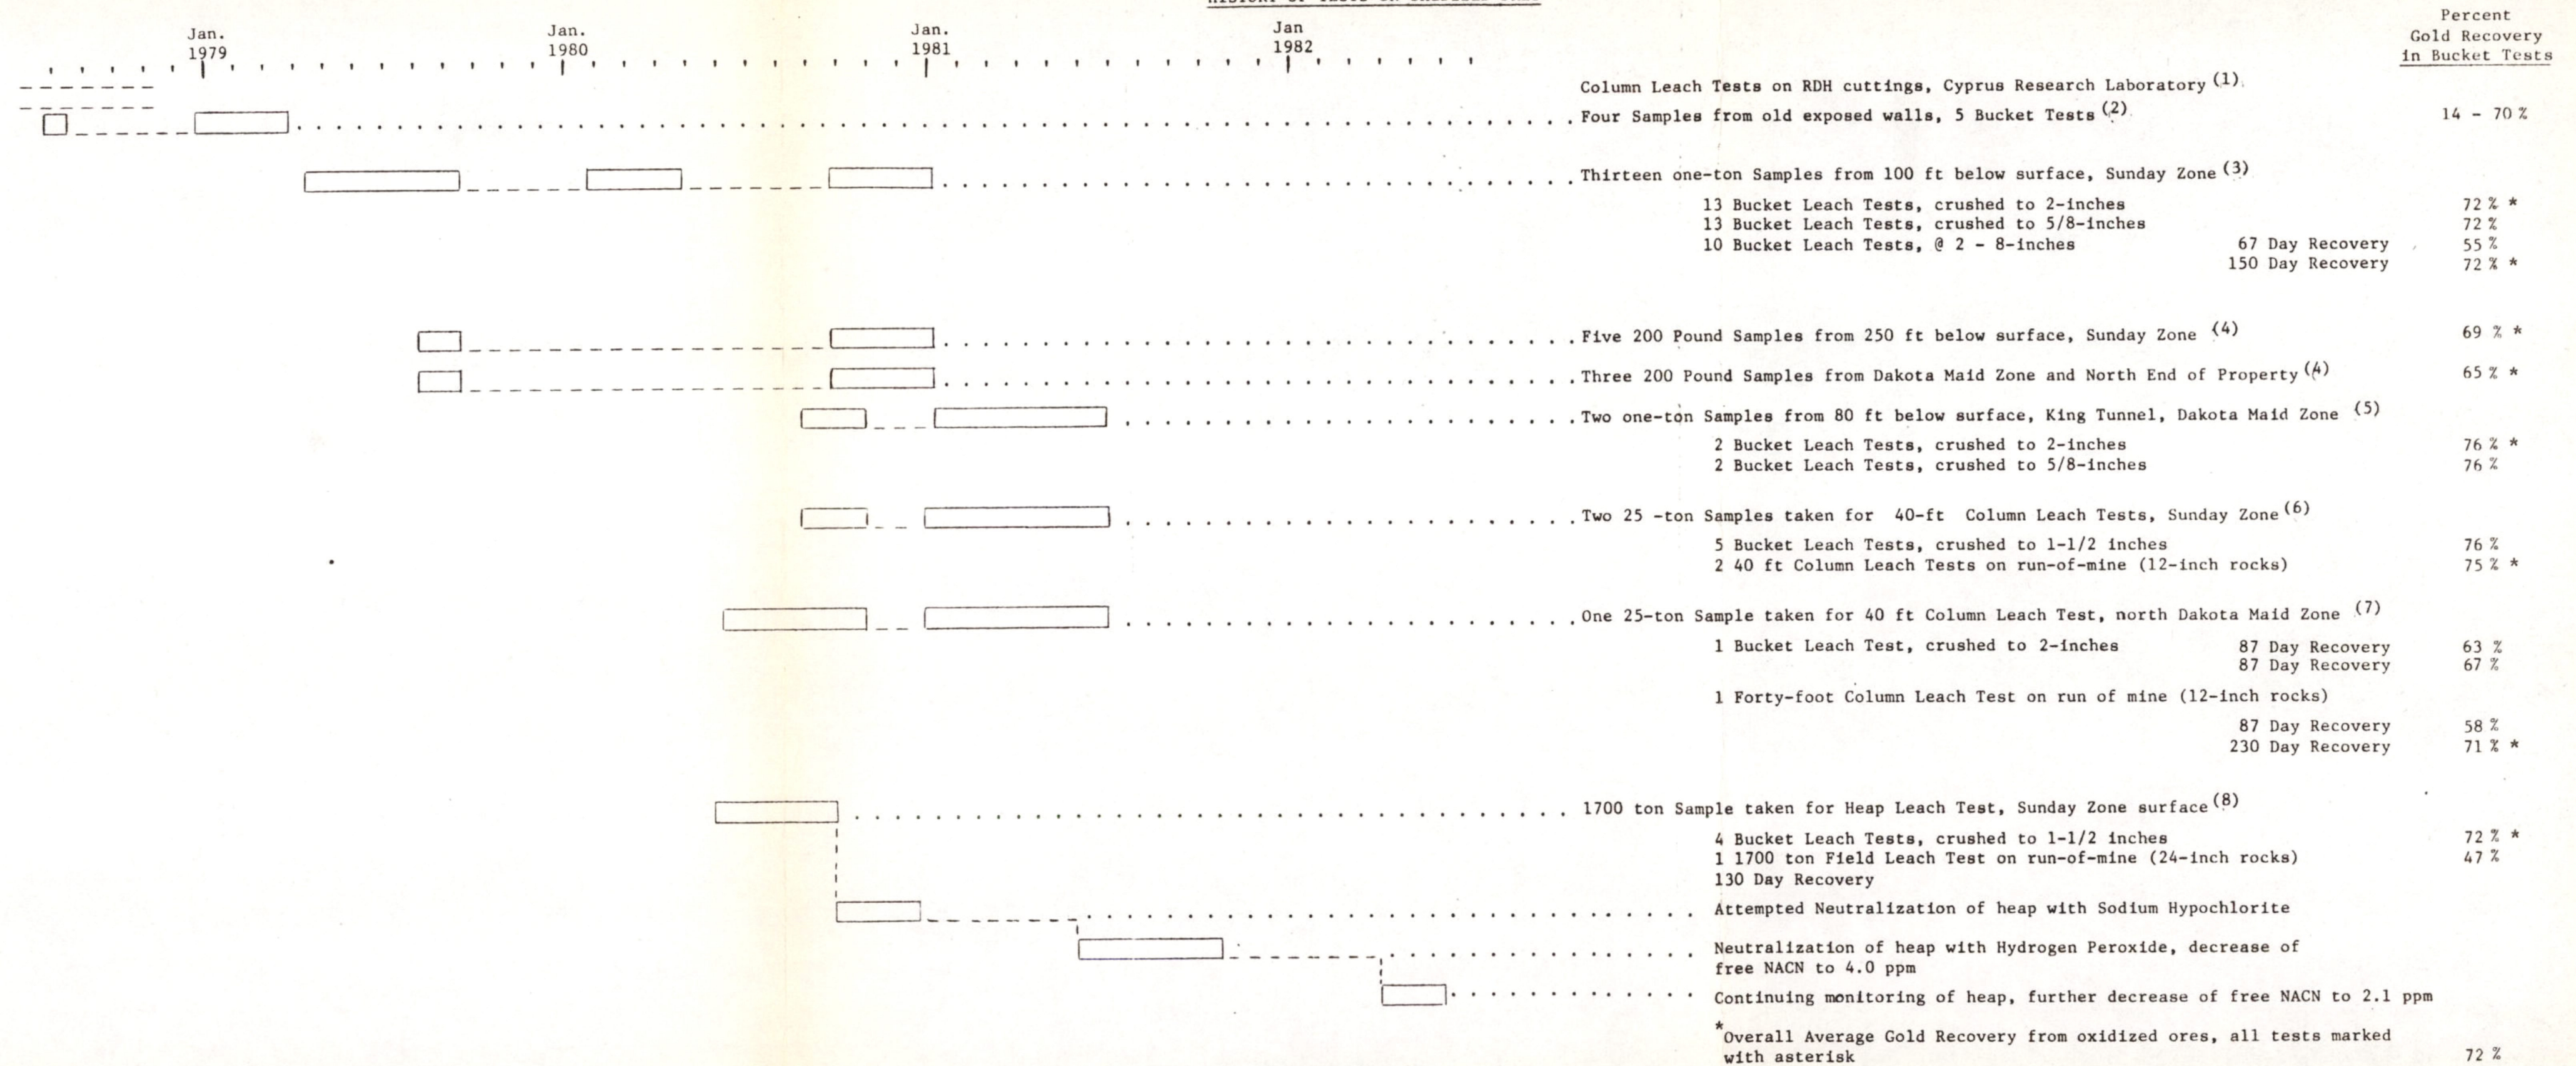 Jan.
1979
Jan.
1980
Jan.
1981
Jan
1982
Percent
Gold Recovery
in Bucket Tests
Column Leach Tests on RDH cuttings, Cyprus Research Laboratory (1)
Four Samples from old exposed walls, 5 Bucket Tests (2) 14 - 70 %
Thirteen one-ton Samples from 100 ft below surface, Sunday Zone (3)
13 Bucket Leach Tests, crushed to 2-inches 72 % *
13 Bucket Leach Tests, crushed to 5/8-inches 72 %
10 Bucket Leach Tests, @ 2 - 8-inches 67 Day Recovery 55 %
150 Day Recovery 72 % *
Five 200 Pound Samples from 250 ft below surface, Sunday Zone (4) 69 % *
Three 200 Pound Samples from Dakota Maid Zone and North End of Property (4) 65 % *
Two one-ton Samples from 80 ft below surface, King Tunnel, Dakota Maid Zone (5)
2 Bucket Leach Tests, crushed to 2-inches 76 % *
2 Bucket Leach Tests, crushed to 5/8-inches 76 %
Two 25 -ton Samples taken for 40-ft Column Leach Tests, Sunday Zone (6)
5 Bucket Leach Tests, crushed to 1-1/2 inches 76 %
2 40 ft Column Leach Tests on run-of-mine (12-inch rocks) 75 % *
One 25-ton Sample taken for 40 ft Column Leach Test, north Dakota Maid Zone (7)
1 Bucket Leach Test, crushed to 2-inches 87 Day Recovery 63 %
87 Day Recovery 67 %
1 Forty-foot Column Leach Test on run of mine (12-inch rocks)
87 Day Recovery 58 %
230 Day Recovery 71 % *
1700 ton Sample taken for Heap Leach Test, Sunday Zone surface (8)
4 Bucket Leach Tests, crushed to 1-1/2 inches 72 % *
1 1700 ton Field Leach Test on run-of-mine (24-inch rocks) 47 %
130 Day Recovery
Attempted Neutralization of heap with Sodium Hypochlorite
Neutralization of heap with Hydrogen Peroxide, decrease of
free NACN to 4.0 ppm
Continuing monitoring of heap, further decrease of free NACN to 2.1 ppm
*Overall Average Gold Recovery from oxidized ores, all tests marked
with asterisk 72 %